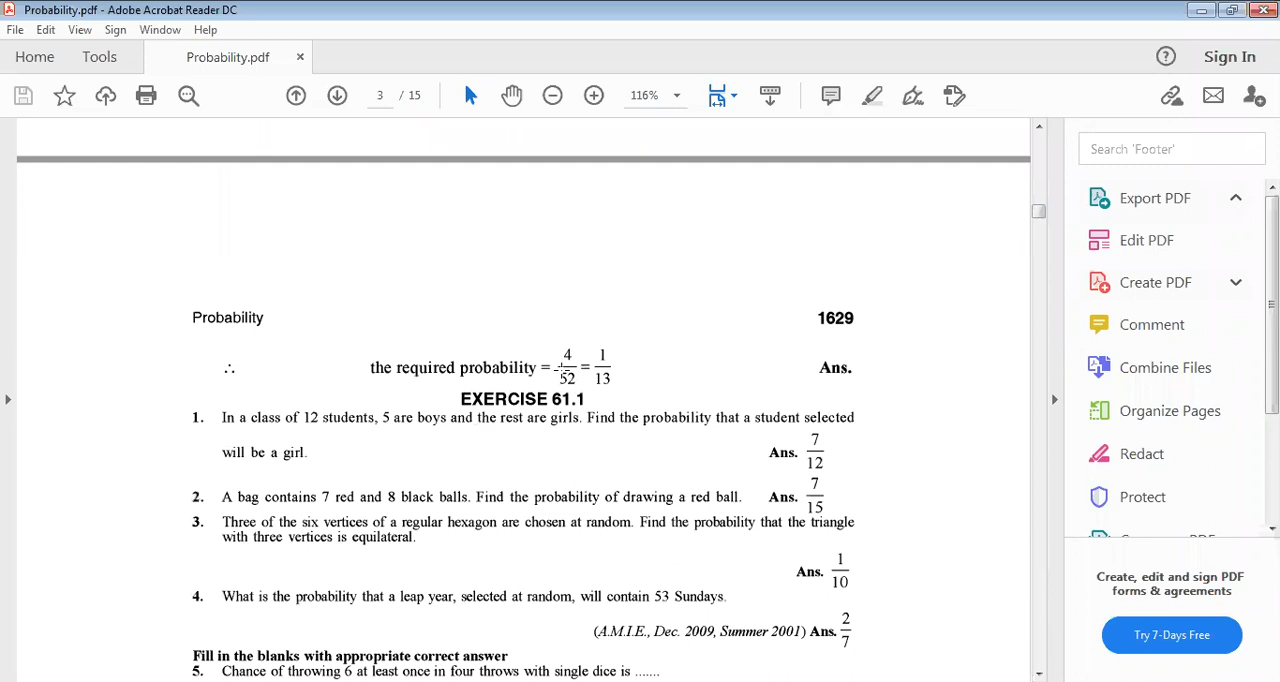 Probability.pdf - Adobe Acrobat Reader DC
File Edit View Sign Window Help
Home Tools Probability.pdf × ? Sign In
3 / 15 116%
Search 'Footer'
Export PDF
Edit PDF
Create PDF
Comment
Combine Files
Organize Pages
Redact
Protect
Create, edit and sign PDF
forms & agreements
Try 7-Days Free
Probability 1629
∴ the required probability = 4/52 = 1/13 Ans.
EXERCISE 61.1
1. In a class of 12 students, 5 are boys and the rest are girls. Find the probability that a student selected
will be a girl. Ans. 7/12
2. A bag contains 7 red and 8 black balls. Find the probability of drawing a red ball. Ans. 7/15
3. Three of the six vertices of a regular hexagon are chosen at random. Find the probability that the triangle
with three vertices is equilateral.
Ans. 1/10
4. What is the probability that a leap year, selected at random, will contain 53 Sundays.
(A.M.I.E., Dec. 2009, Summer 2001) Ans. 2/7
Fill in the blanks with appropriate correct answer
5. Chance of throwing 6 at least once in four throws with single dice is .......